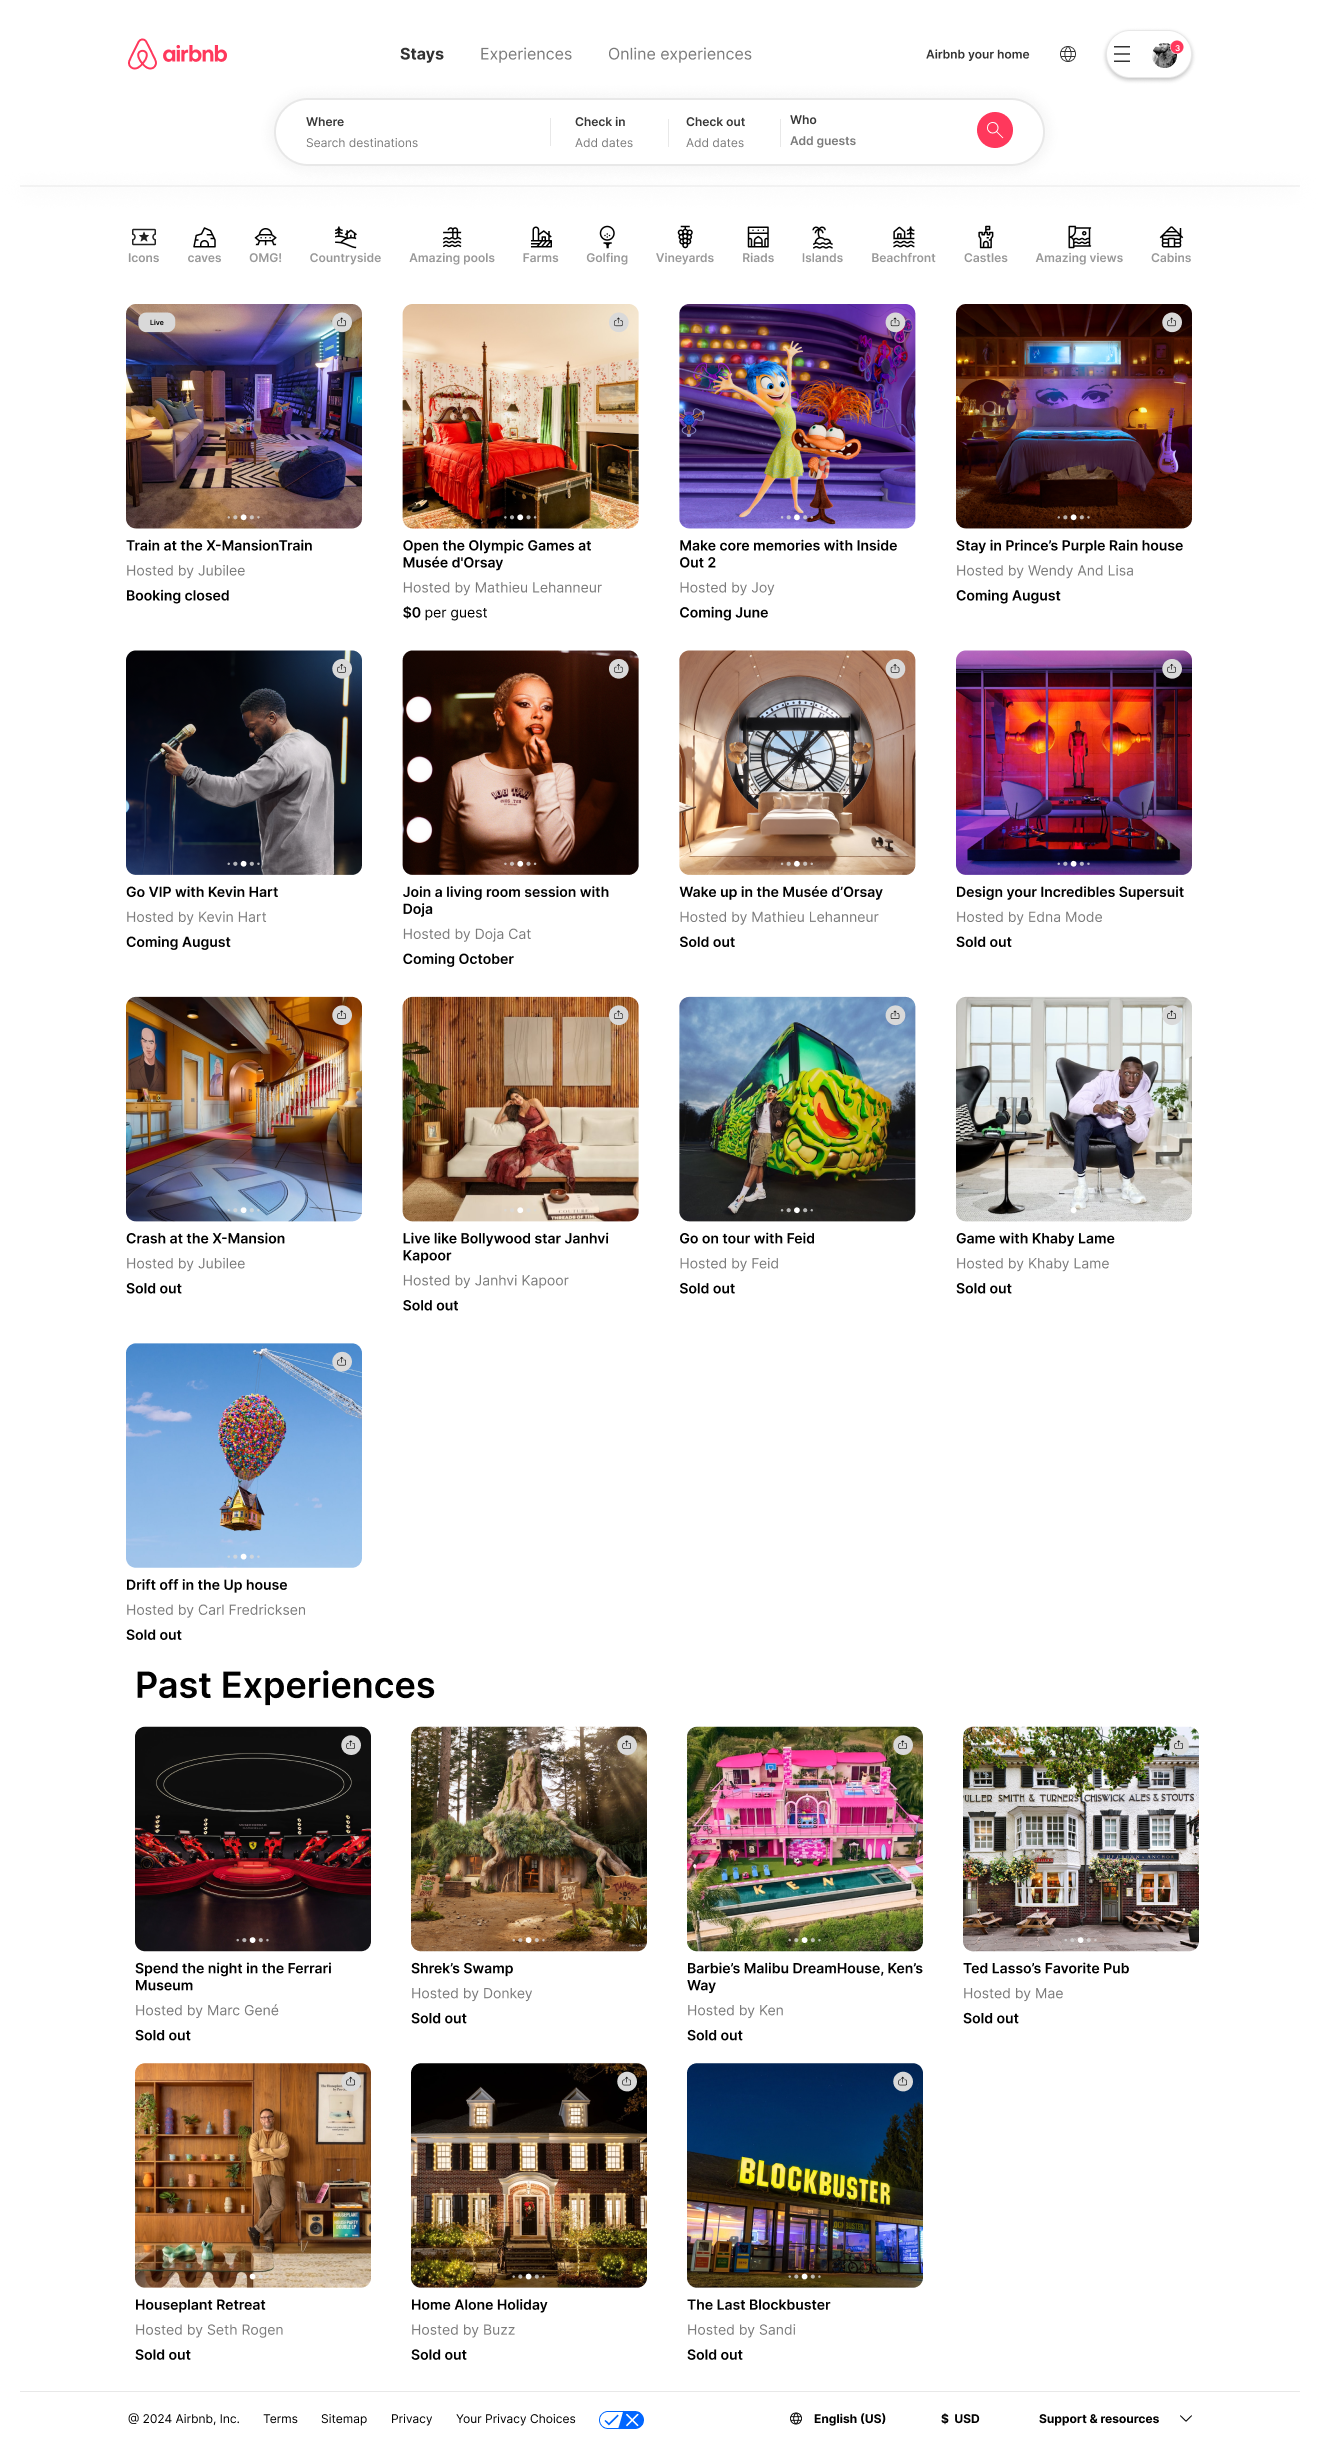 airbnb
Stays
Experiences
Online experiences
Airbnb your home
3
Where
Search destinations
Check in
Add dates
Check out
Add dates
Who
Add guests
Icons
caves
OMG!
Countryside
Amazing pools
Farms
Golfing
Vineyards
Riads
Islands
Beachfront
Castles
Amazing views
Cabins
Live
Train at the X-MansionTrain
Hosted by Jubilee
Booking closed
Open the Olympic Games at
Musée d'Orsay
Hosted by Mathieu Lehanneur
$0 per guest
Make core memories with Inside
Out 2
Hosted by Joy
Coming June
Stay in Prince’s Purple Rain house
Hosted by Wendy And Lisa
Coming August
Go VIP with Kevin Hart
Hosted by Kevin Hart
Coming August
Join a living room session with
Doja
Hosted by Doja Cat
Coming October
Wake up in the Musée d’Orsay
Hosted by Mathieu Lehanneur
Sold out
Design your Incredibles Supersuit
Hosted by Edna Mode
Sold out
Crash at the X-Mansion
Hosted by Jubilee
Sold out
Live like Bollywood star Janhvi
Kapoor
Hosted by Janhvi Kapoor
Sold out
Go on tour with Feid
Hosted by Feid
Sold out
Game with Khaby Lame
Hosted by Khaby Lame
Sold out
Drift off in the Up house
Hosted by Carl Fredricksen
Sold out
Past Experiences
KEN
ULLER SMITH & TURNERS CHISWICK ALES & STOUTS
Spend the night in the Ferrari
Museum
Hosted by Marc Gené
Sold out
Shrek’s Swamp
Hosted by Donkey
Sold out
Barbie’s Malibu DreamHouse, Ken’s
Way
Hosted by Ken
Sold out
Ted Lasso’s Favorite Pub
Hosted by Mae
Sold out
BLOCKBUSTER
Houseplant Retreat
Hosted by Seth Rogen
Sold out
Home Alone Holiday
Hosted by Buzz
Sold out
The Last Blockbuster
Hosted by Sandi
Sold out
@ 2024 Airbnb, Inc.
Terms
Sitemap
Privacy
Your Privacy Choices
English (US)
$ USD
Support & resources